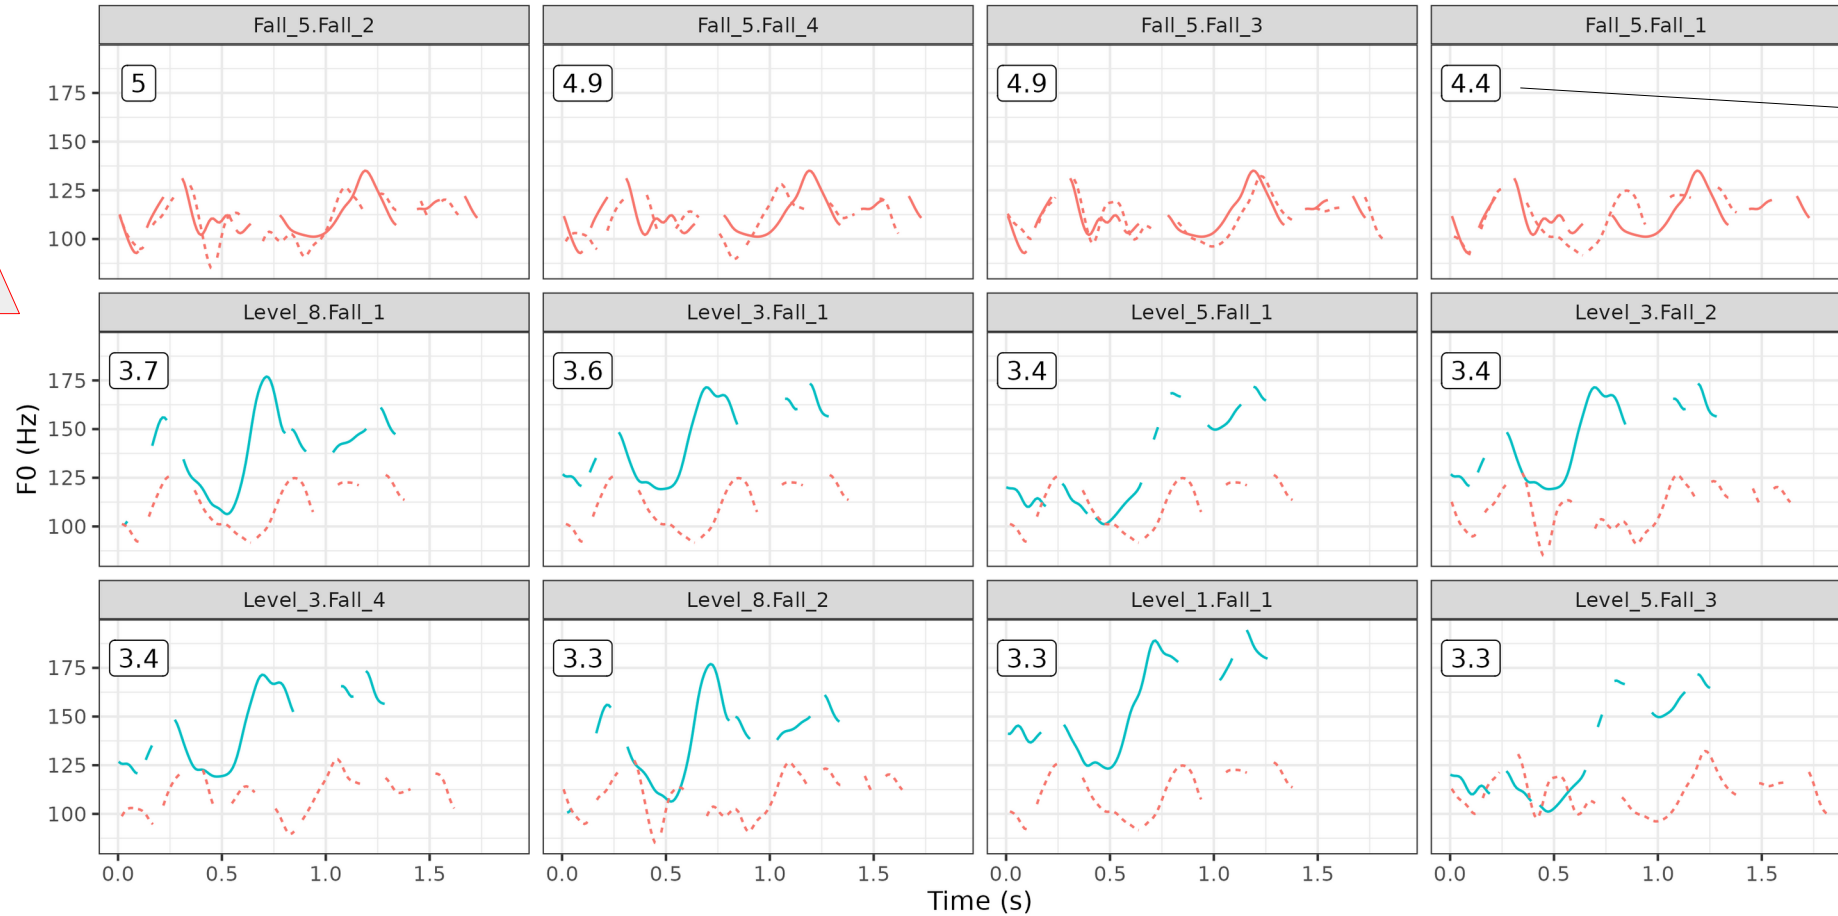 Fall_5.Fall_2 Fall_5.Fall_4 Fall_5.Fall_3 Fall_5.Fall_1
5 4.9 4.9 4.4
175
150
125
100
Level_8.Fall_1 Level_3.Fall_1 Level_5.Fall_1 Level_3.Fall_2
3.7 3.6 3.4 3.4
175
150
125
100
F0 (Hz)
Level_3.Fall_4 Level_8.Fall_2 Level_1.Fall_1 Level_5.Fall_3
3.4 3.3 3.3 3.3
175
150
125
100
0.0 0.5 1.0 1.5 0.0 0.5 1.0 1.5 0.0 0.5 1.0 1.5 0.0 0.5 1.0 1.5
Time (s)